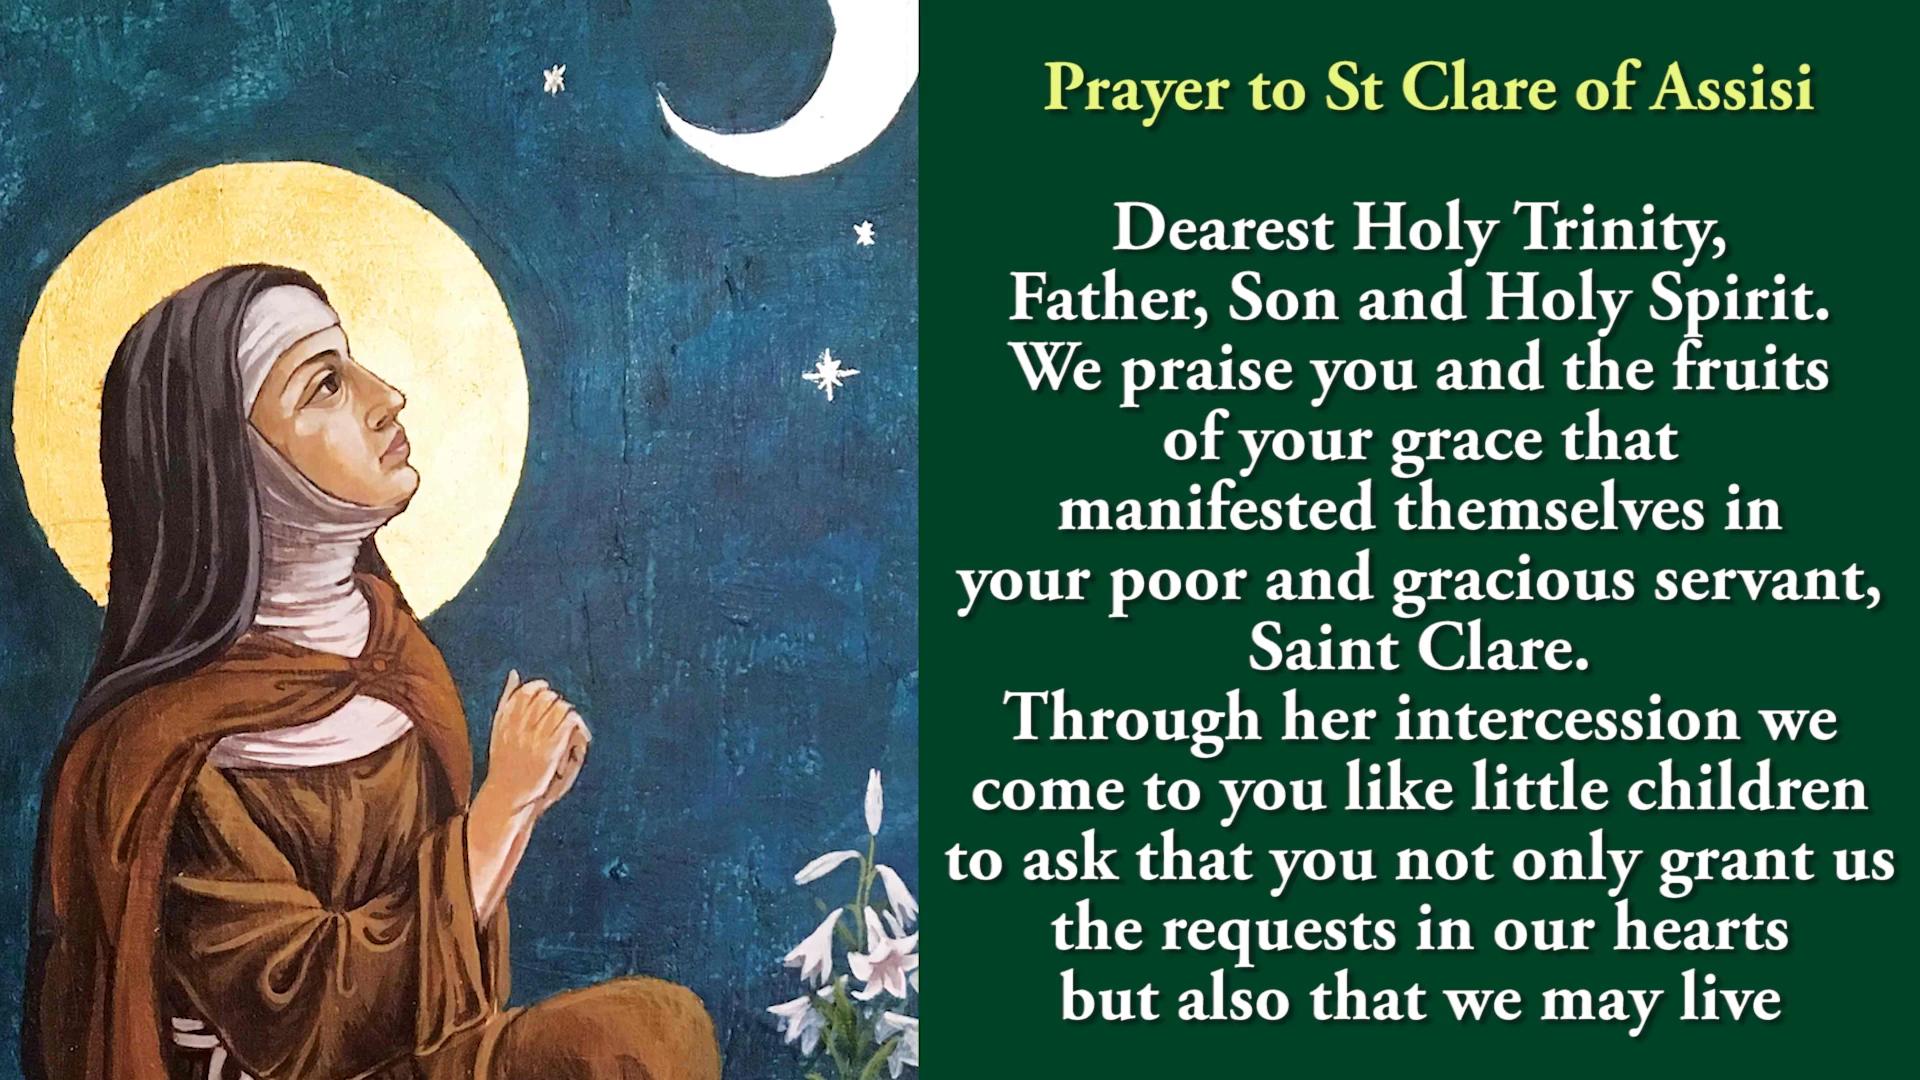 Prayer to St Clare of Assisi
Dearest Holy Trinity,
Father, Son and Holy Spirit.
We praise you and the fruits
of your grace that
manifested themselves in
your poor and gracious servant,
Saint Clare.
Through her intercession we
come to you like little children
to ask that you not only grant us
the requests in our hearts
but also that we may live